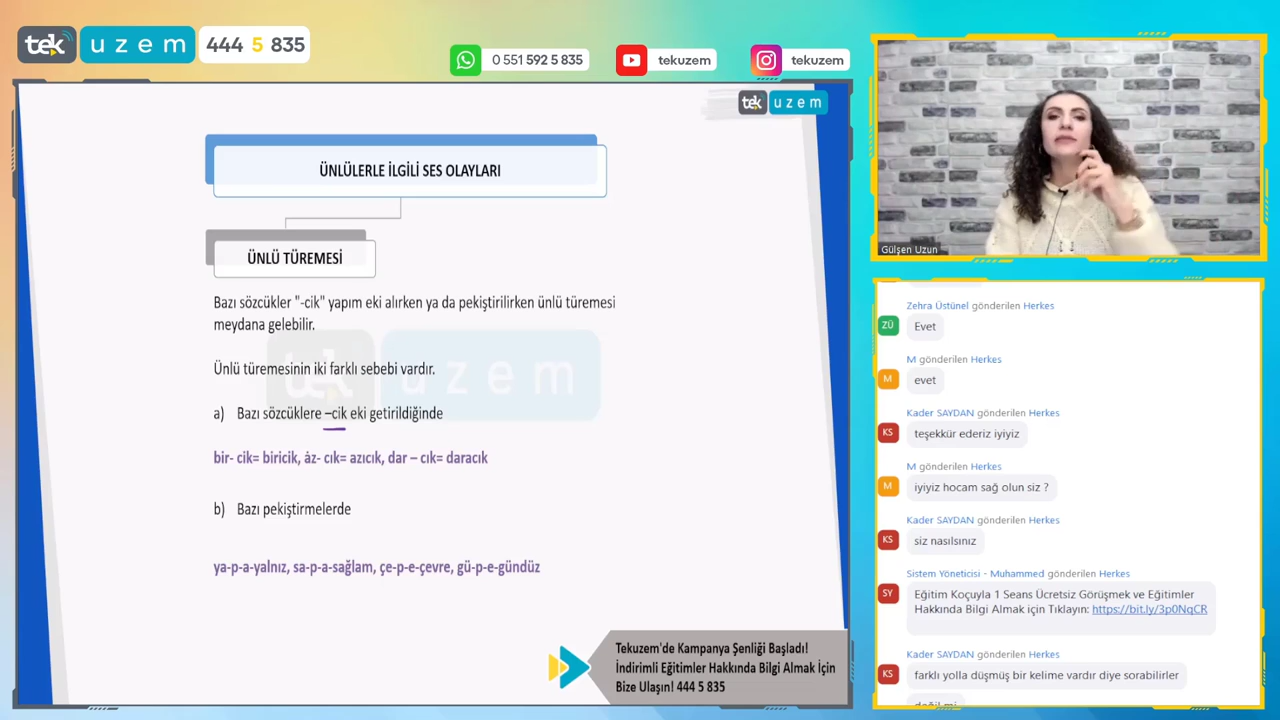 tek uzem 444 5 835
0 551 592 5 835
tekuzem
tekuzem
tek uzem
ÜNLÜLERLE İLGİLİ SES OLAYLARI
ÜNLÜ TÜREMESİ
Bazı sözcükler "-cik" yapım eki alırken ya da pekiştirilirken ünlü türemesi
meydana gelebilir.
Ünlü türemesinin iki farklı sebebi vardır.
tek uzem
a) Bazı sözcüklere –cik eki getirildiğinde
bir- cik= biricik, az- cık= azıcık, dar – cık= daracık
b) Bazı pekiştirmelerde
ya-p-a-yalnız, sa-p-a-sağlam, çe-p-e-çevre, gü-p-e-gündüz
Tekuzem'de Kampanya Şenliği Başladı!
İndirimli Eğitimler Hakkında Bilgi Almak İçin
Bize Ulaşın! 444 5 835
Gülşen Uzun
Zehra Üstünel gönderilen Herkes
ZÜ Evet
M gönderilen Herkes
M evet
Kader SAYDAN gönderilen Herkes
KS teşekkür ederiz iyiyiz
M gönderilen Herkes
M iyiyiz hocam sağ olun siz ?
Kader SAYDAN gönderilen Herkes
KS siz nasılsınız
Sistem Yöneticisi - Muhammed gönderilen Herkes
SY Eğitim Koçuyla 1 Seans Ücretsiz Görüşmek ve Eğitimler
Hakkında Bilgi Almak için Tıklayın: https://bit.ly/3p0NqCR
Kader SAYDAN gönderilen Herkes
KS farklı yolla düşmüş bir kelime vardır diye sorabilirler
değil mi